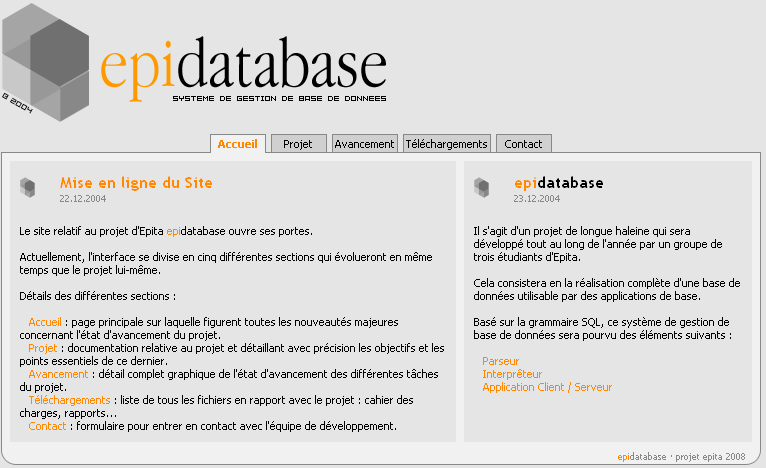 epidatabase
SYSTEME DE GESTION DE BASE DE DONNEES
@ 2004
Accueil
Projet
Avancement
Téléchargements
Contact
Mise en ligne du Site
22.12.2004
Le site relatif au projet d'Epita epidatabase ouvre ses portes.
Actuellement, l'interface se divise en cinq différentes sections qui évolueront en même
temps que le projet lui-même.
Détails des différentes sections :
Accueil : page principale sur laquelle figurent toutes les nouveautés majeures
concernant l'état d'avancement du projet.
Projet : documentation relative au projet et détaillant avec précision les objectifs et les
points essentiels de ce dernier.
Avancement : détail complet graphique de l'état d'avancement des différentes tâches
du projet.
Téléchargements : liste de tous les fichiers en rapport avec le projet : cahier des
charges, rapports...
Contact : formulaire pour entrer en contact avec l'équipe de développement.
epidatabase
23.12.2004
Il s'agit d'un projet de longue haleine qui sera
développé tout au long de l'année par un groupe de
trois étudiants d'Epita.
Cela consistera en la réalisation complète d'une base de
données utilisable par des applications de base.
Basé sur la grammaire SQL, ce système de gestion de
base de données sera pourvu des éléments suivants :
Parseur
Interprêteur
Application Client / Serveur
epidatabase · projet epita 2008